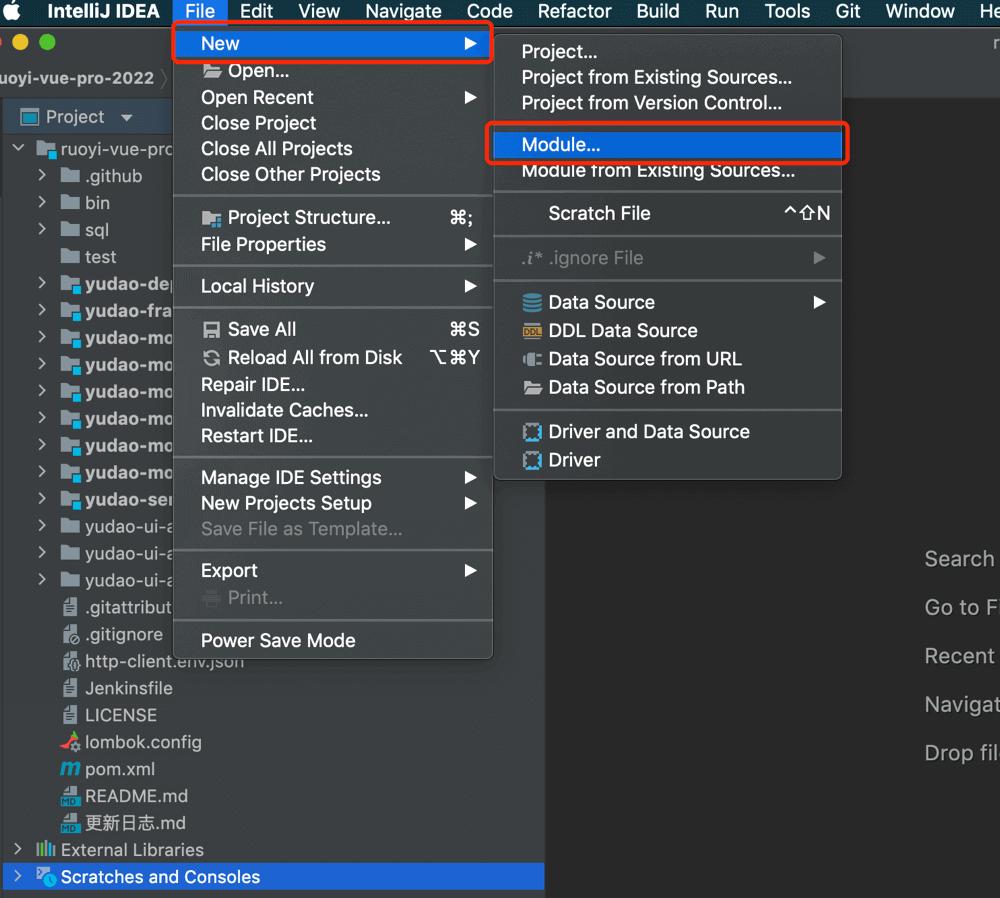 IntelliJ IDEA File Edit View Navigate Code Refactor Build Run Tools Git Window He
uoyi-vue-pro-2022
Project
ruoyi-vue-pro
.github
bin
sql
test
yudao-de
yudao-fra
yudao-mo
yudao-mo
yudao-mo
yudao-mo
yudao-mo
yudao-mo
yudao-ser
yudao-ui-a
yudao-ui-a
yudao-ui-a
.gitattribut
.gitignore
http-client.env.json
Jenkinsfile
LICENSE
lombok.config
pom.xml
README.md
更新日志.md
External Libraries
Scratches and Consoles
New
Open...
Open Recent
Close Project
Close All Projects
Close Other Projects
Project Structure... ⌘;
File Properties
Local History
Save All ⌘S
Reload All from Disk ⌥⌘Y
Repair IDE...
Invalidate Caches...
Restart IDE...
Manage IDE Settings
New Projects Setup
Save File as Template...
Export
Print...
Power Save Mode
Project...
Project from Existing Sources...
Project from Version Control...
Module...
Module from Existing Sources...
Scratch File ^⇧N
.i* .ignore File
Data Source
DDL Data Source
Data Source from URL
Data Source from Path
Driver and Data Source
Driver
Search
Go to Fi
Recent
Navigat
Drop file